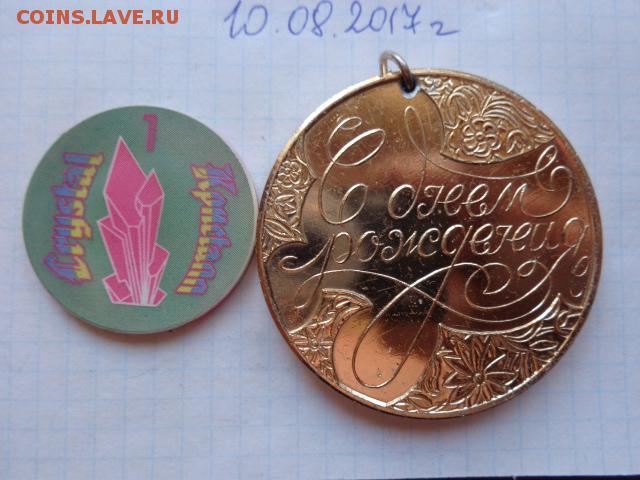 COINS.LAVE.RU
10.08.2017г
1
Crystal
Кристалл
С днем
рождения